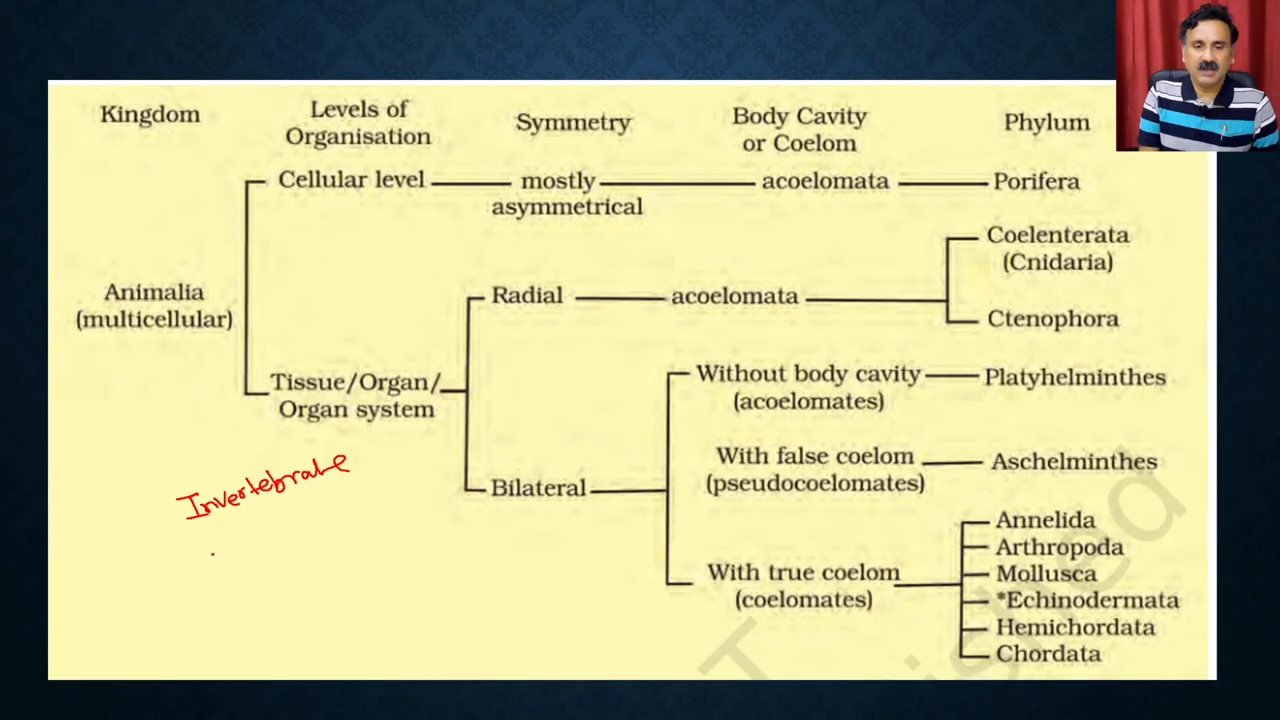 Kingdom
Levels of
Organisation
Symmetry
Body Cavity
or Coelom
Phylum
Cellular level
mostly
asymmetrical
acoelomata
Porifera
Animalia
(multicellular)
Tissue/Organ/
Organ system
Radial
acoelomata
Coelenterata
(Cnidaria)
Ctenophora
Bilateral
Without body cavity
(acoelomates)
Platyhelminthes
With false coelom
(pseudocoelomates)
Aschelminthes
With true coelom
(coelomates)
Annelida
Arthropoda
Mollusca
*Echinodermata
Hemichordata
Chordata
Invertebrate